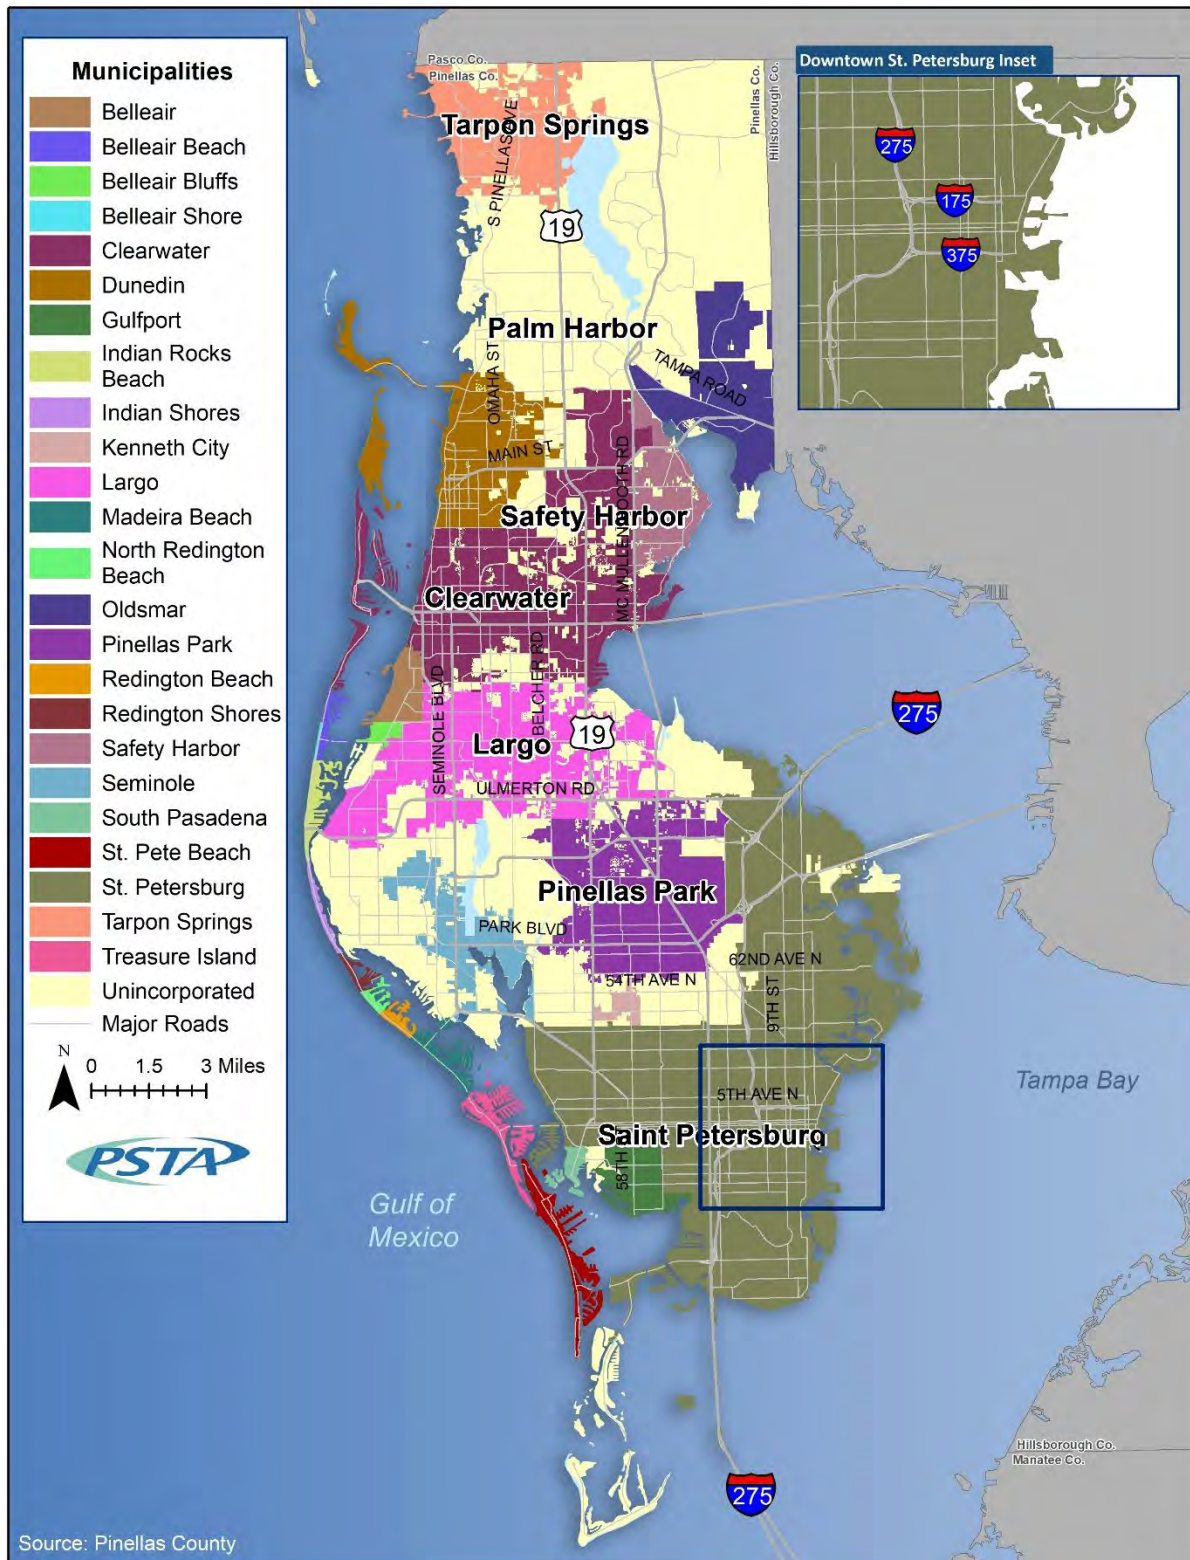 Municipalities
Belleair
Belleair Beach
Belleair Bluffs
Belleair Shore
Clearwater
Dunedin
Gulfport
Indian Rocks
Beach
Indian Shores
Kenneth City
Largo
Madeira Beach
North Redington
Beach
Oldsmar
Pinellas Park
Redington Beach
Redington Shores
Safety Harbor
Seminole
South Pasadena
St. Pete Beach
St. Petersburg
Tarpon Springs
Treasure Island
Unincorporated
Major Roads
N
0 1.5 3 Miles
PSTA
Source: Pinellas County
Pasco Co.
Pinellas Co.
Pinellas Co.
Hillsborough Co.
Downtown St. Petersburg Inset
275
175
375
Tarpon Springs
S PINELLAS AVE
19
Palm Harbor
OMAHA ST
TAMPA ROAD
MAIN ST
Safety Harbor
MC MULLEN BOOTH RD
Clearwater
BELCHER RD
SEMINOLE BLVD
275
19
Largo
ULMERTON RD
Pinellas Park
PARK BLVD
62ND AVE N
54TH AVE N
9TH ST
5TH AVE N
Saint Petersburg
Tampa Bay
Gulf of
Mexico
Hillsborough Co.
Manatee Co.
275